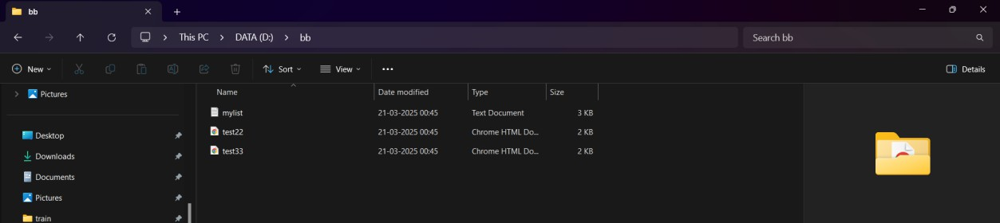 bb
This PC > DATA (D:) > bb
Search bb
New
Sort
View
Details
Pictures
Desktop
Downloads
Documents
Pictures
train
Name Date modified Type Size
mylist 21-03-2025 00:45 Text Document 3 KB
test22 21-03-2025 00:45 Chrome HTML Do... 2 KB
test33 21-03-2025 00:45 Chrome HTML Do... 2 KB